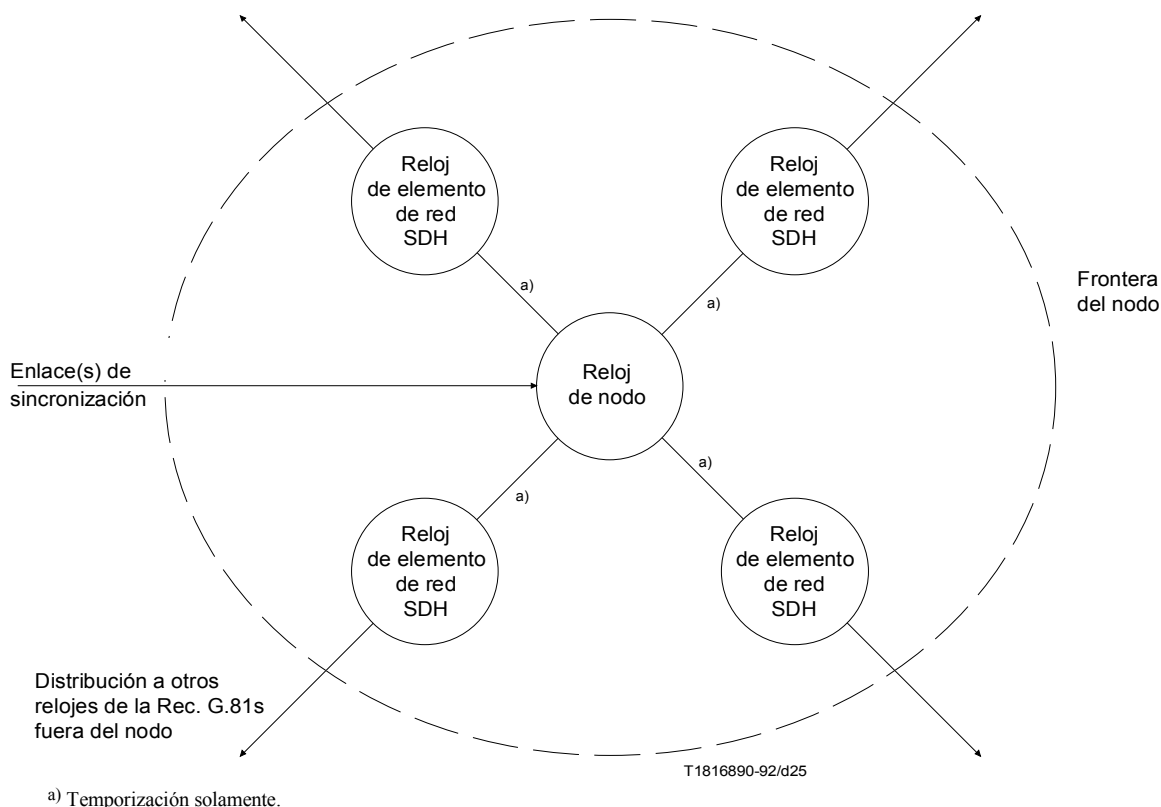 Reloj
de elemento
de red
SDH
Reloj
de elemento
de red
SDH
a)
a)
Frontera
del nodo
Enlace(s) de
sincronización
Reloj
de nodo
a)
a)
Reloj
de elemento
de red
SDH
Reloj
de elemento
de red
SDH
Distribución a otros
relojes de la Rec. G.81s
fuera del nodo
T1816890-92/d25
a) Temporización solamente.